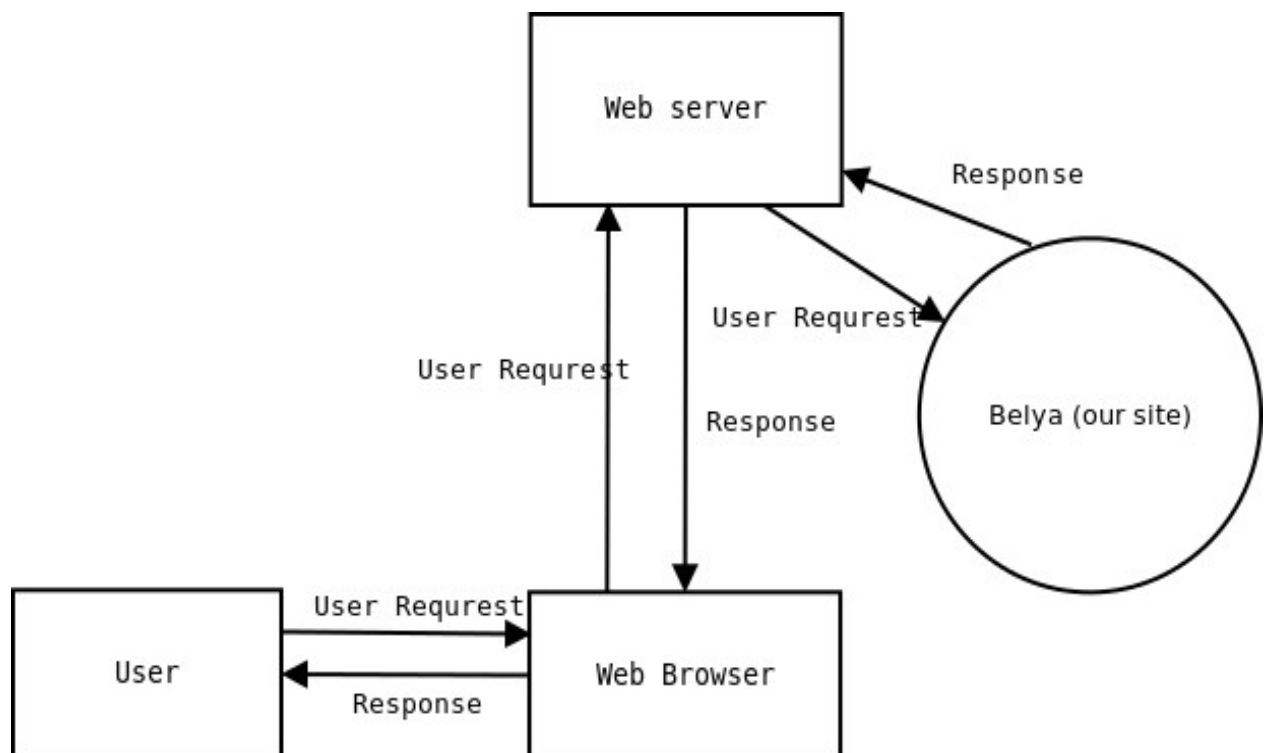 Web server
Response
User Requrest
User Requrest
Response
Belya (our site)
User Requrest
User
Web Browser
Response